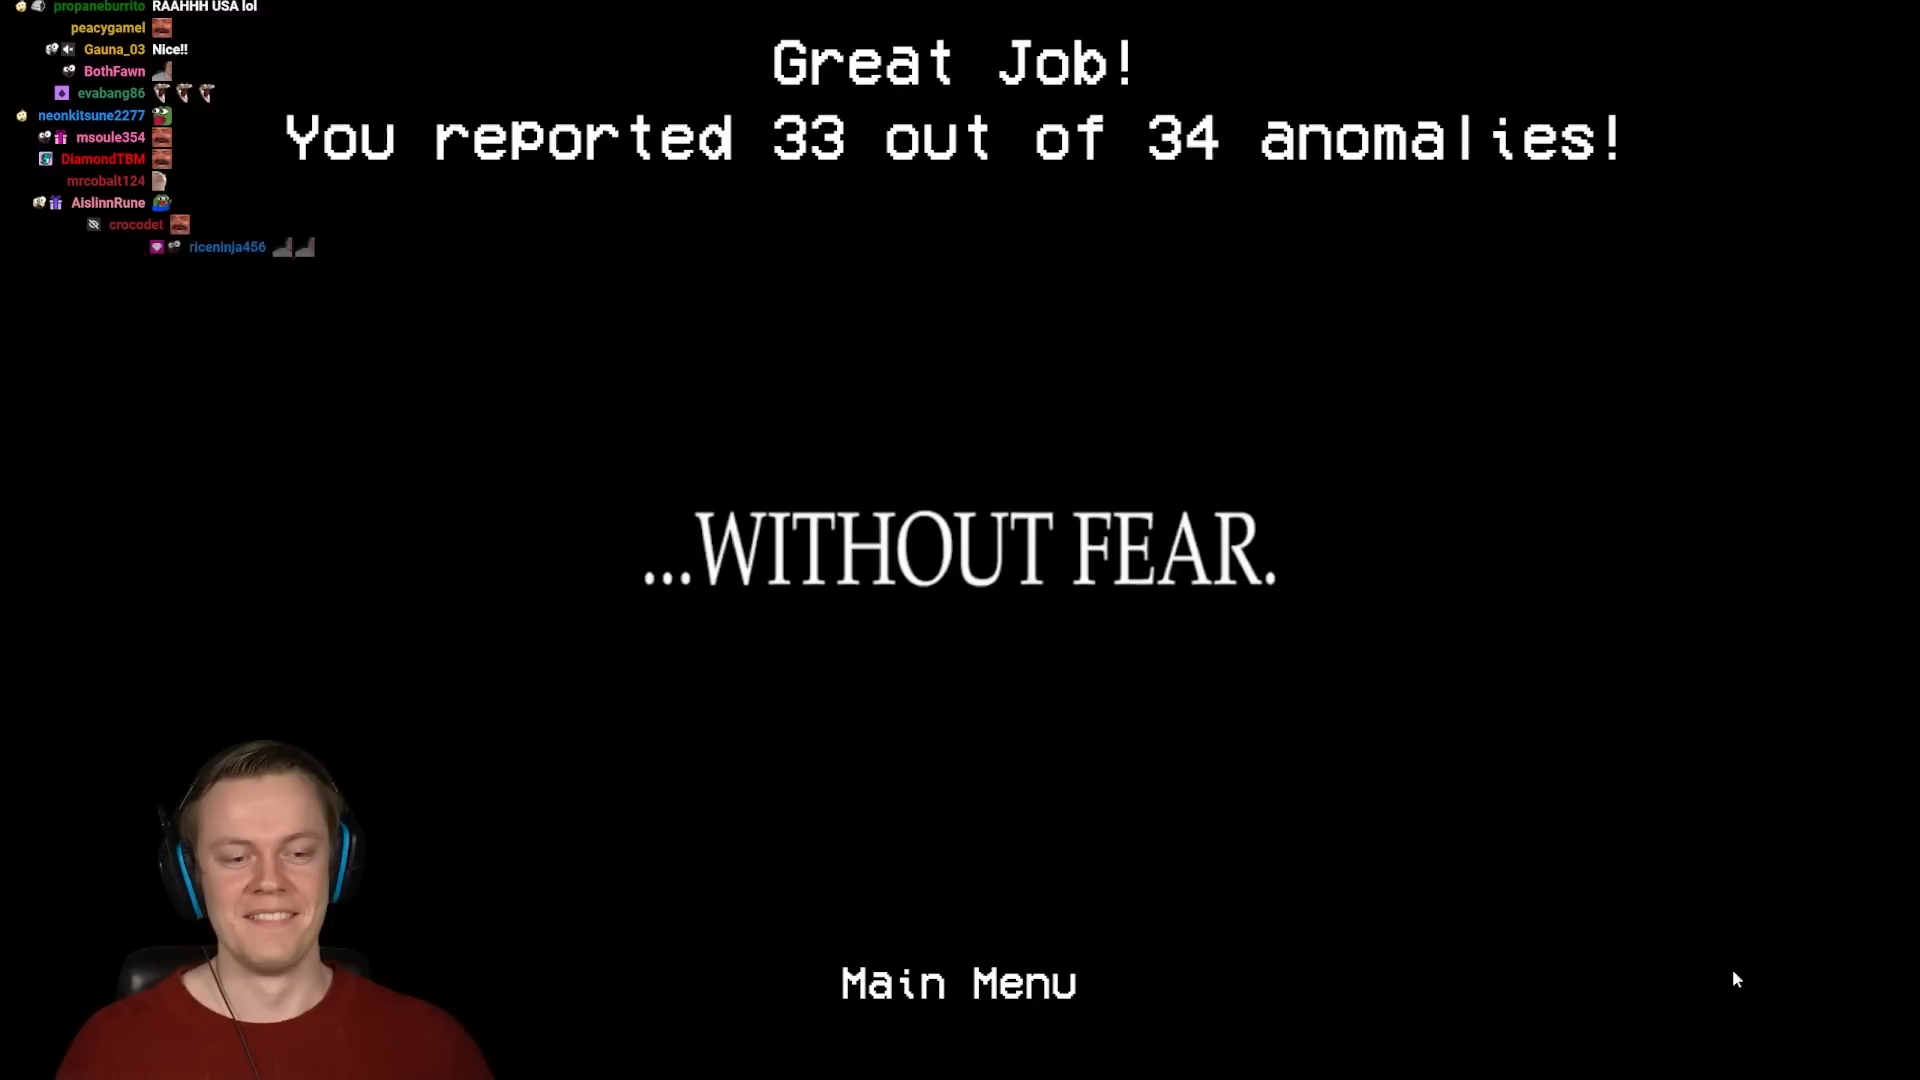 propaneburrito RAAHHH USA lol
peacygamel
Gauna_03 Nice!!
BothFawn
evabang86
neonkitsune2277
msoule354
DiamondTBM
mrcobalt124
AislinnRune
crocodet
riceninja456
Great Job!
You reported 33 out of 34 anomalies!
...WITHOUT FEAR.
Main Menu